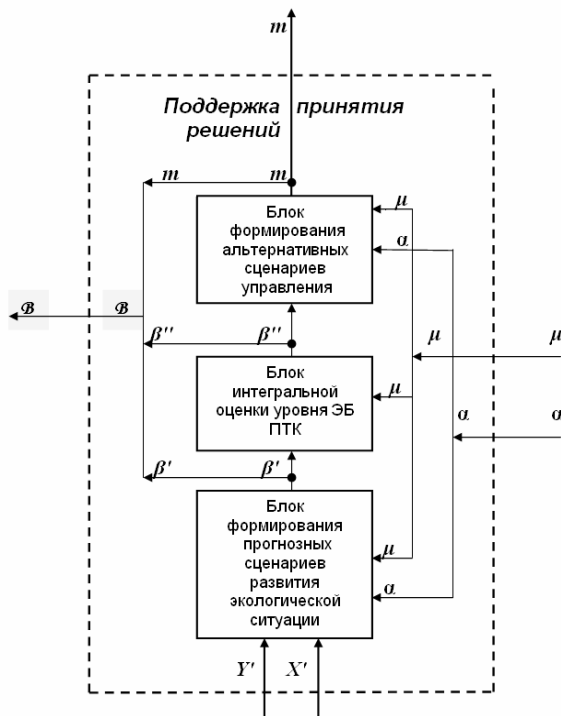 m
Поддержка принятия
решений
m m
Блок
формирования
альтернативных
сценариев
управления
μ
α
ℬ ℬ
β'' β''
μ μ
Блок
интегральной
оценки уровня ЭБ
ПТК
μ
α α
β' β'
Блок
формирования
прогнозных
сценариев
развития
экологической
ситуации
μ
α
Y' X'